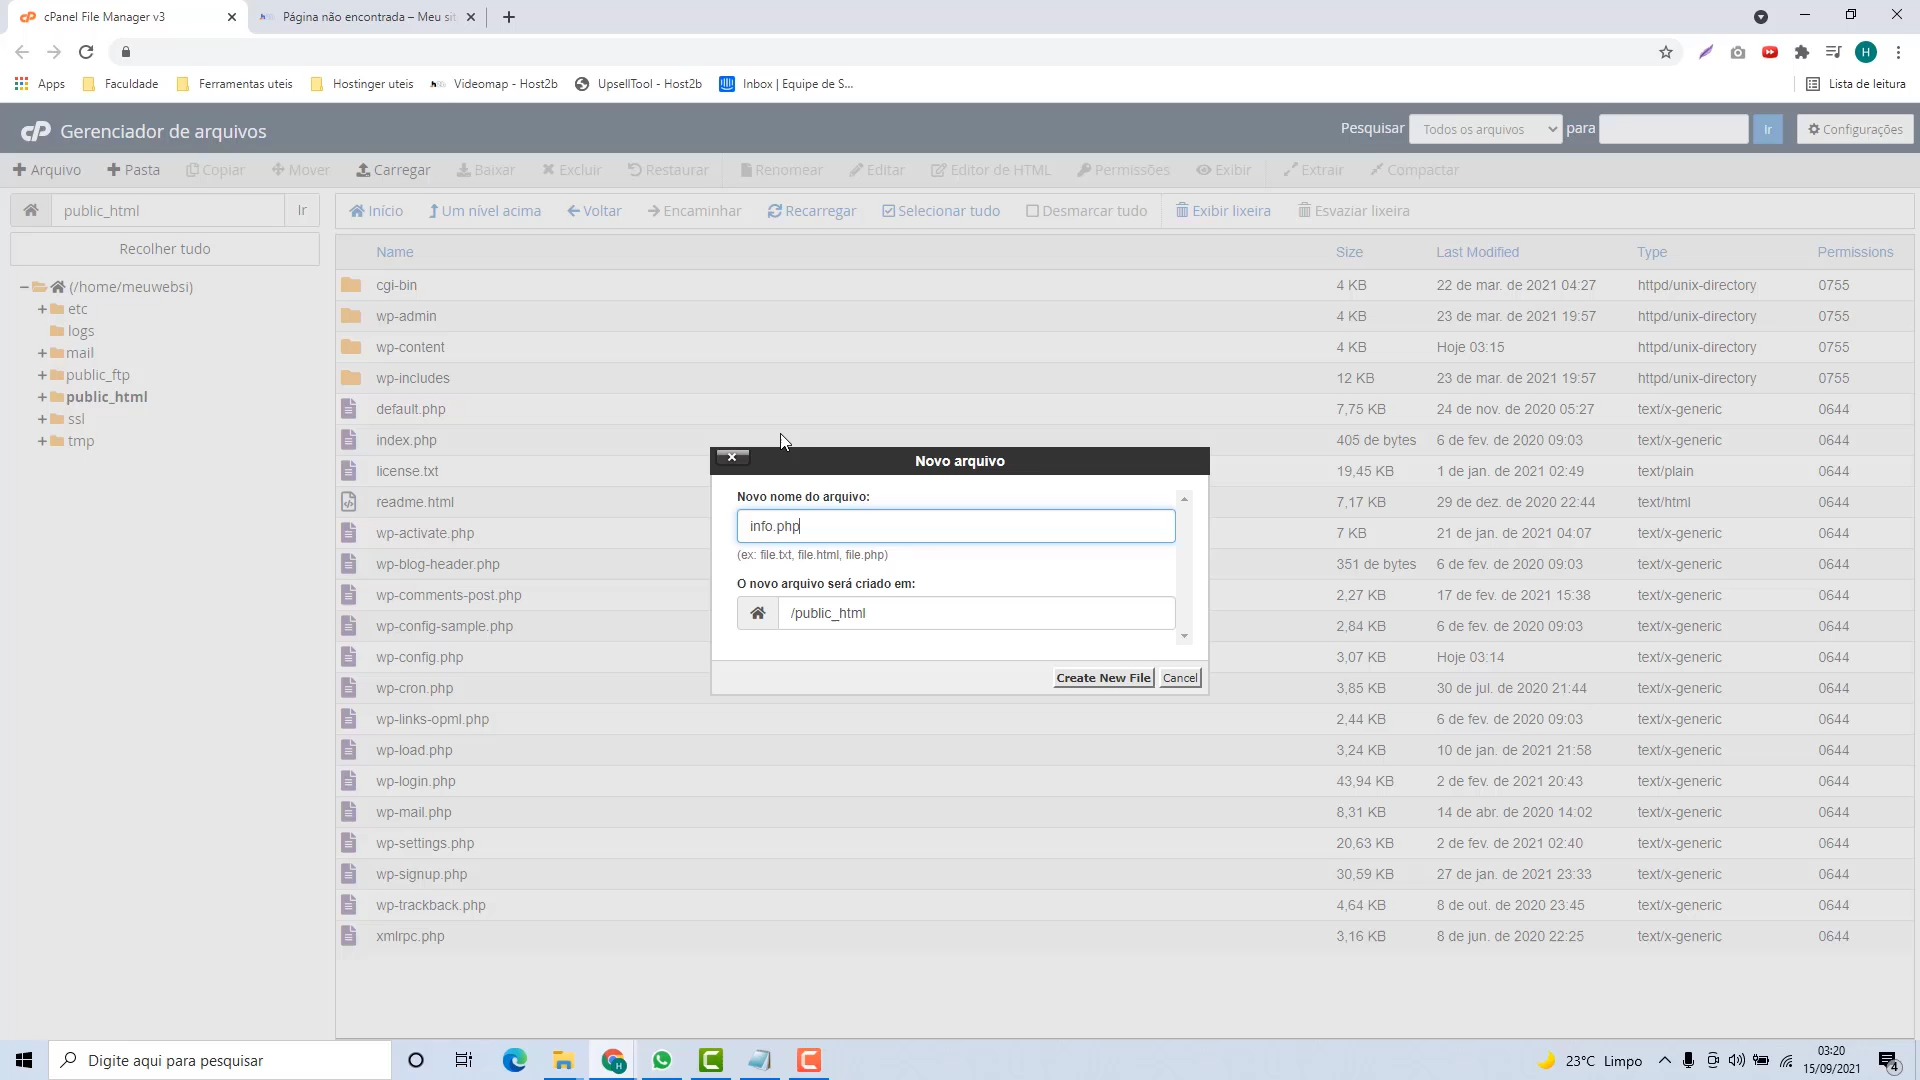 cPanel File Manager v3
Página não encontrada – Meu sit
H
Apps
Faculdade
Ferramentas uteis
Hostinger uteis
Videomap - Host2b
UpsellTool - Host2b
Inbox | Equipe de S...
Lista de leitura
cP Gerenciador de arquivos
Pesquisar
Todos os arquivos
para
Ir
Configurações
Arquivo
Pasta
Copiar
Mover
Carregar
Baixar
Excluir
Restaurar
Renomear
Editar
Editor de HTML
Permissões
Exibir
Extrair
Compactar
public_html
Ir
Início
Um nível acima
Voltar
Encaminhar
Recarregar
Selecionar tudo
Desmarcar tudo
Exibir lixeira
Esvaziar lixeira
Recolher tudo
(/home/meuwebsi)
etc
logs
mail
public_ftp
public_html
ssl
tmp
Name Size Last Modified Type Permissions
cgi-bin 4 KB 22 de mar. de 2021 04:27 httpd/unix-directory 0755
wp-admin 4 KB 23 de mar. de 2021 19:57 httpd/unix-directory 0755
wp-content 4 KB Hoje 03:15 httpd/unix-directory 0755
wp-includes 12 KB 23 de mar. de 2021 19:57 httpd/unix-directory 0755
default.php 7,75 KB 24 de nov. de 2020 05:27 text/x-generic 0644
index.php 405 de bytes 6 de fev. de 2020 09:03 text/x-generic 0644
license.txt 19,45 KB 1 de jan. de 2021 02:49 text/plain 0644
readme.html 7,17 KB 29 de dez. de 2020 22:44 text/html 0644
wp-activate.php 7 KB 21 de jan. de 2021 04:07 text/x-generic 0644
wp-blog-header.php 351 de bytes 6 de fev. de 2020 09:03 text/x-generic 0644
wp-comments-post.php 2,27 KB 17 de fev. de 2021 15:38 text/x-generic 0644
wp-config-sample.php 2,84 KB 6 de fev. de 2020 09:03 text/x-generic 0644
wp-config.php 3,07 KB Hoje 03:14 text/x-generic 0644
wp-cron.php 3,85 KB 30 de jul. de 2020 21:44 text/x-generic 0644
wp-links-opml.php 2,44 KB 6 de fev. de 2020 09:03 text/x-generic 0644
wp-load.php 3,24 KB 10 de jan. de 2021 21:58 text/x-generic 0644
wp-login.php 43,94 KB 2 de fev. de 2021 20:43 text/x-generic 0644
wp-mail.php 8,31 KB 14 de abr. de 2020 14:02 text/x-generic 0644
wp-settings.php 20,63 KB 2 de fev. de 2021 02:40 text/x-generic 0644
wp-signup.php 30,59 KB 27 de jan. de 2021 23:33 text/x-generic 0644
wp-trackback.php 4,64 KB 8 de out. de 2020 23:45 text/x-generic 0644
xmlrpc.php 3,16 KB 8 de jun. de 2020 22:25 text/x-generic 0644
Novo arquivo
Novo nome do arquivo:
info.php
(ex: file.txt, file.html, file.php)
O novo arquivo será criado em:
/public_html
Create New File
Cancel
Digite aqui para pesquisar
23°C Limpo
03:20
15/09/2021
4